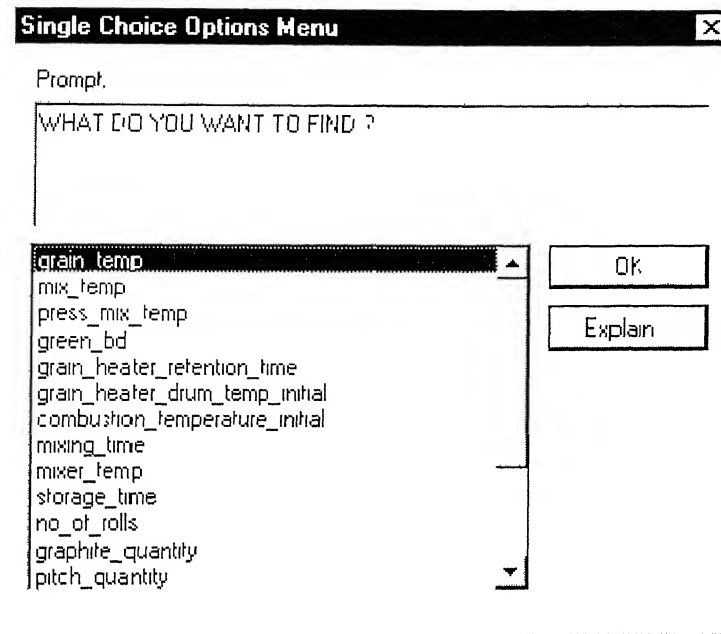 Single Choice Options Menu
Prompt.
WHAT DO YOU WANT TO FIND ?
grain_temp
mix_temp
press_mix_temp
green_bd
grain_heater_retention_time
grain_heater_drum_temp_initial
combustion_temperature_initial
mixing_time
mixer_temp
storage_time
no_of_rolls
graphite_quantity
pitch_quantity
OK
Explain